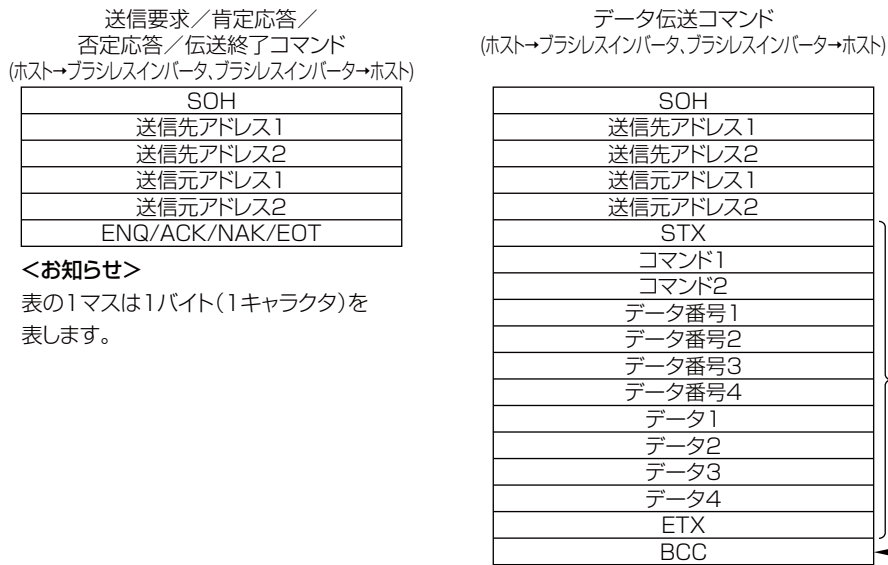 送信要求／肯定応答／
否定応答／伝送終了コマンド
(ホスト→ブラシレスインバータ、ブラシレスインバータ→ホスト)
SOH
送信先アドレス1
送信先アドレス2
送信元アドレス1
送信元アドレス2
ENQ/ACK/NAK/EOT
＜お知らせ＞
表の1マスは1バイト（1キャラクタ）を
表します。
データ伝送コマンド
(ホスト→ブラシレスインバータ、ブラシレスインバータ→ホスト)
SOH
送信先アドレス1
送信先アドレス2
送信元アドレス1
送信元アドレス2
STX
コマンド1
コマンド2
データ番号1
データ番号2
データ番号3
データ番号4
データ1
データ2
データ3
データ4
ETX
BCC